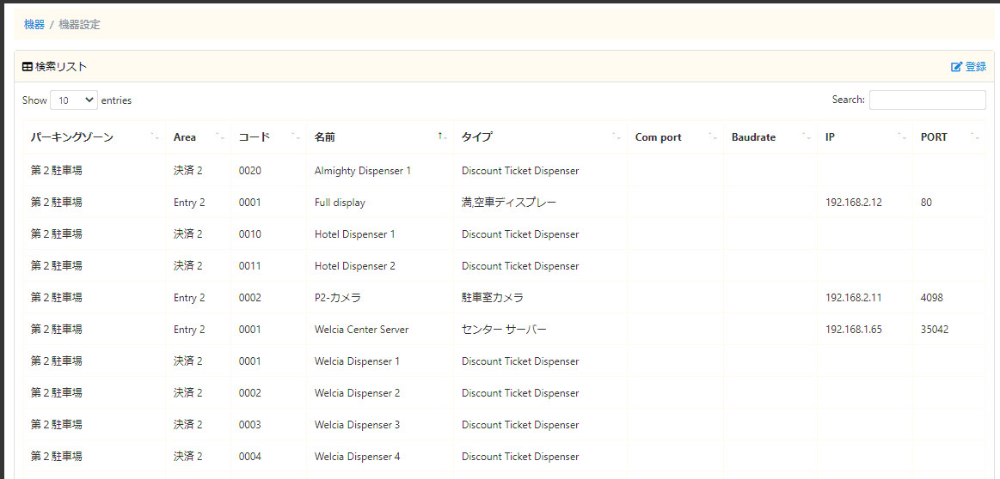 機器 / 機器設定
検索リスト 登録
Show 10 entries Search:
パーキングゾーン Area コード 名前 タイプ Com port Baudrate IP PORT
第２駐車場 決済２ 0020 Almighty Dispenser 1 Discount Ticket Dispenser
第２駐車場 Entry 2 0001 Full display 満,空車ディスプレー 192.168.2.12 80
第２駐車場 決済２ 0010 Hotel Dispenser 1 Discount Ticket Dispenser
第２駐車場 決済２ 0011 Hotel Dispenser 2 Discount Ticket Dispenser
第２駐車場 Entry 2 0002 P2-カメラ 駐車室カメラ 192.168.2.11 4098
第２駐車場 Entry 2 0001 Welcia Center Server センター サーバー 192.168.1.65 35042
第２駐車場 決済２ 0001 Welcia Dispenser 1 Discount Ticket Dispenser
第２駐車場 決済２ 0002 Welcia Dispenser 2 Discount Ticket Dispenser
第２駐車場 決済２ 0003 Welcia Dispenser 3 Discount Ticket Dispenser
第２駐車場 決済２ 0004 Welcia Dispenser 4 Discount Ticket Dispenser